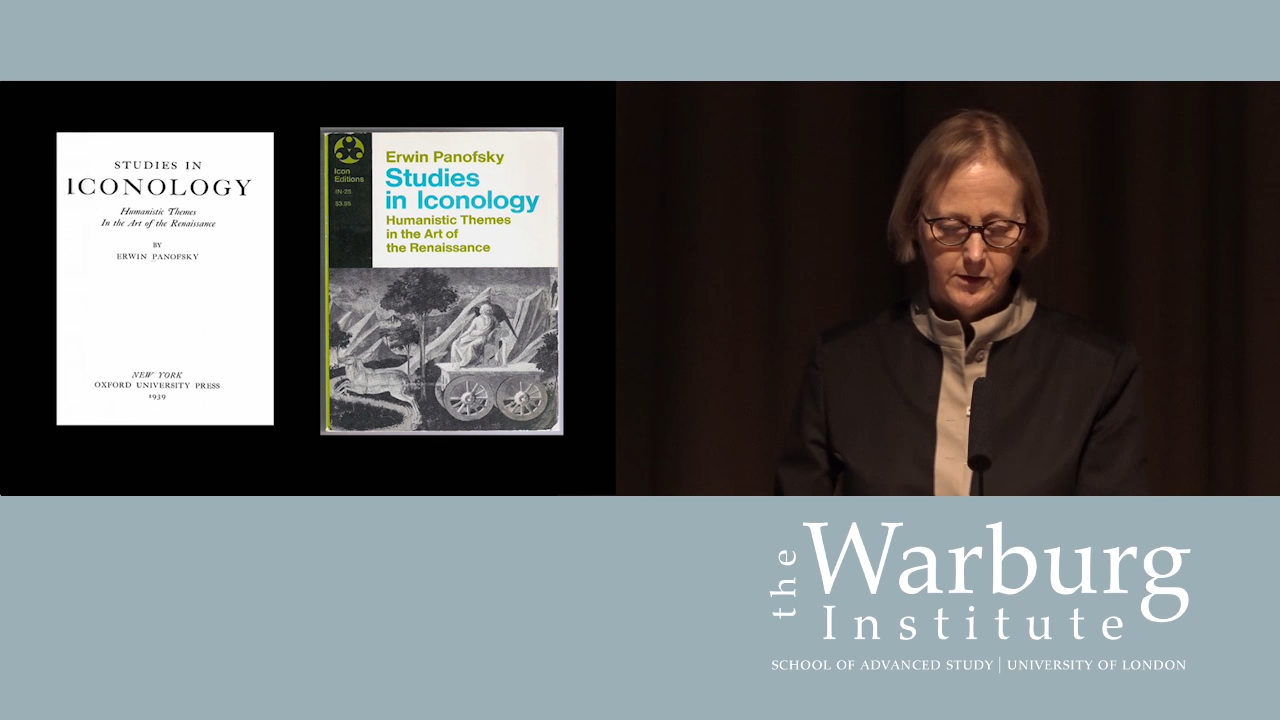 STUDIES IN
ICONOLOGY
Humanistic Themes
In the Art of the Renaissance
BY
ERWIN PANOFSKY
NEW YORK
OXFORD UNIVERSITY PRESS
1939
Icon
Editions
IN-25
$3.95
Erwin Panofsky
Studies
in Iconology
Humanistic Themes
in the Art of
the Renaissance
the Warburg
Institute
SCHOOL OF ADVANCED STUDY | UNIVERSITY OF LONDON